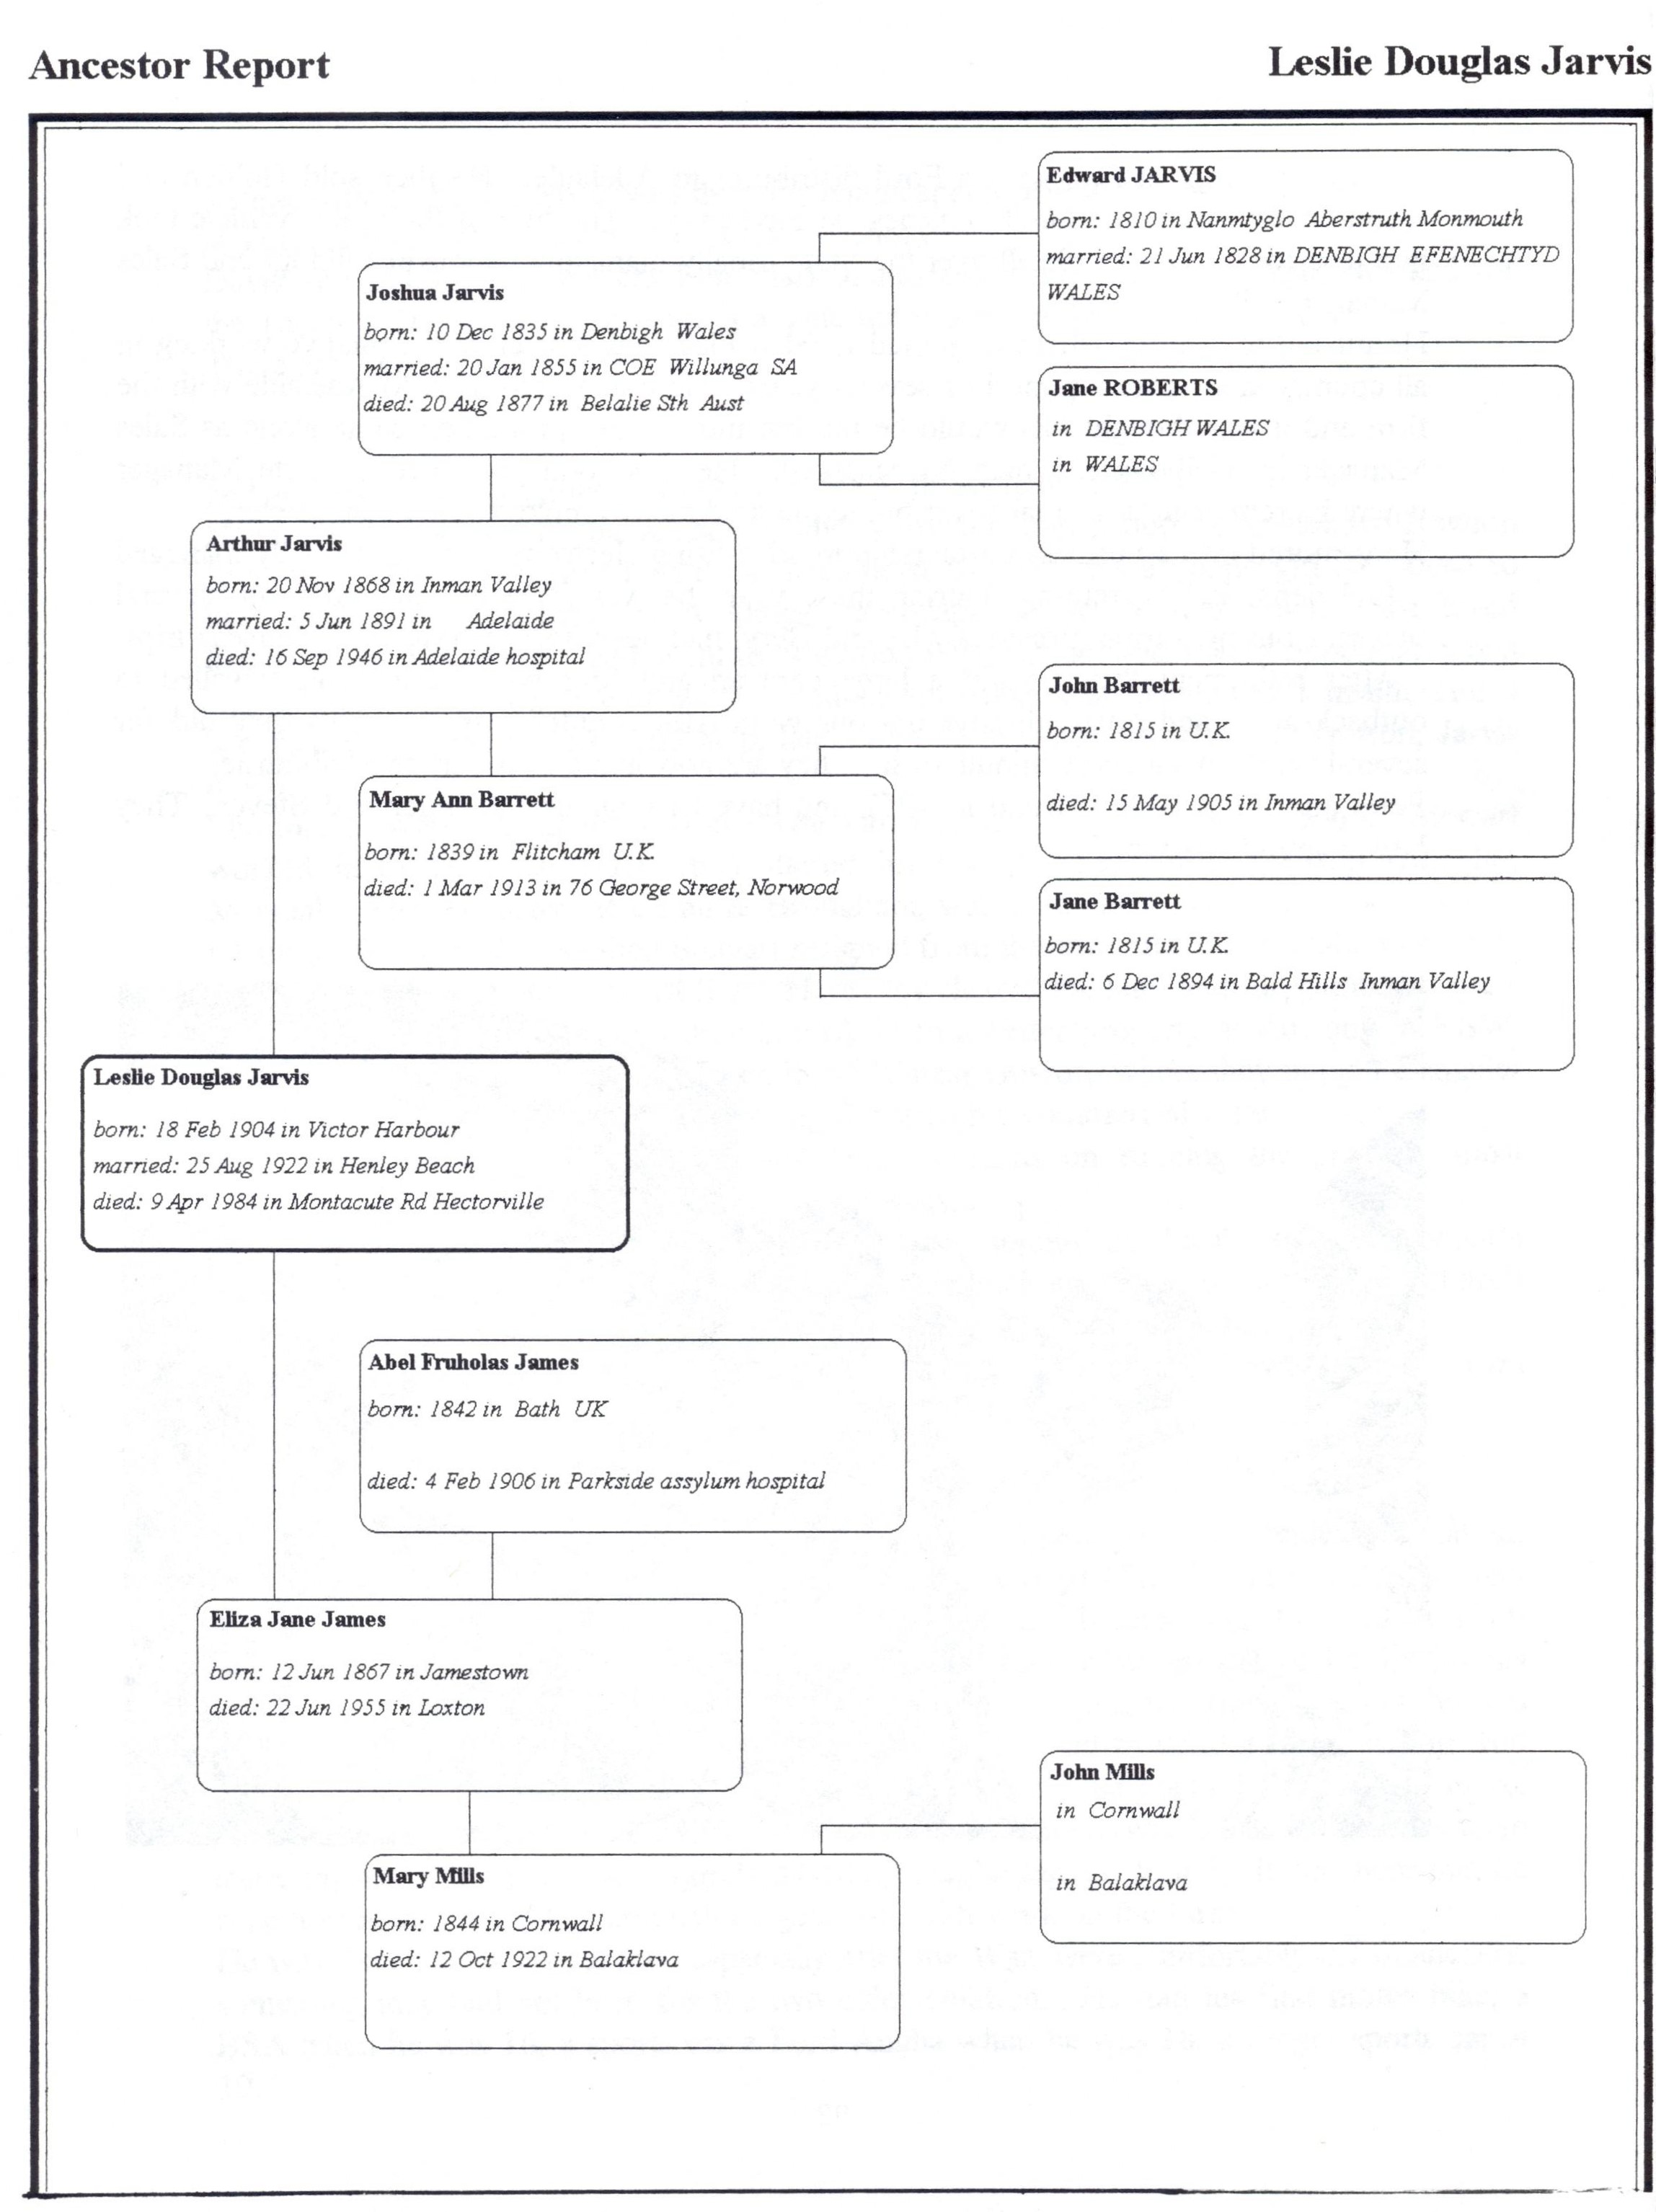 Ancestor Report
Leslie Douglas Jarvis
Edward JARVIS
born: 1810 in Nanmtyglo Aberstruth Monmouth
married: 21 Jun 1828 in DENBIGH EFENECHTYD
WALES
Joshua Jarvis
born: 10 Dec 1835 in Denbigh Wales
married: 20 Jan 1855 in COE Willunga SA
died: 20 Aug 1877 in Belalie Sth Aust
Jane ROBERTS
in DENBIGH WALES
in WALES
Arthur Jarvis
born: 20 Nov 1868 in Inman Valley
married: 5 Jun 1891 in Adelaide
died: 16 Sep 1946 in Adelaide hospital
John Barrett
born: 1815 in U.K.
died: 15 May 1905 in Inman Valley
Mary Ann Barrett
born: 1839 in Flitcham U.K.
died: 1 Mar 1913 in 76 George Street, Norwood
Jane Barrett
born: 1815 in U.K.
died: 6 Dec 1894 in Bald Hills Inman Valley
Leslie Douglas Jarvis
born: 18 Feb 1904 in Victor Harbour
married: 25 Aug 1922 in Henley Beach
died: 9 Apr 1984 in Montacute Rd Hectorville
Abel Fruholas James
born: 1842 in Bath UK
died: 4 Feb 1906 in Parkside assylum hospital
Eliza Jane James
born: 12 Jun 1867 in Jamestown
died: 22 Jun 1955 in Loxton
John Mills
in Cornwall
in Balaklava
Mary Mills
born: 1844 in Cornwall
died: 12 Oct 1922 in Balaklava